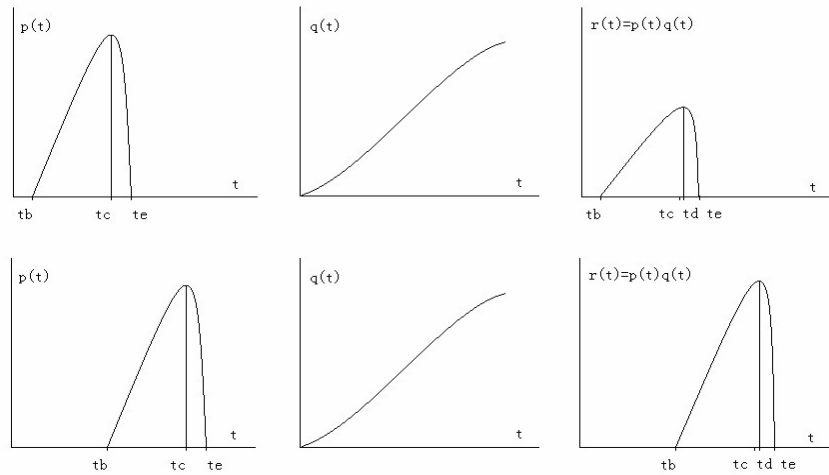 p(t)
t
tb
tc
te
q(t)
t
r(t)=p(t)q(t)
t
tb
tc
td
te
p(t)
t
tb
tc
te
q(t)
t
r(t)=p(t)q(t)
t
tb
tc
td
te